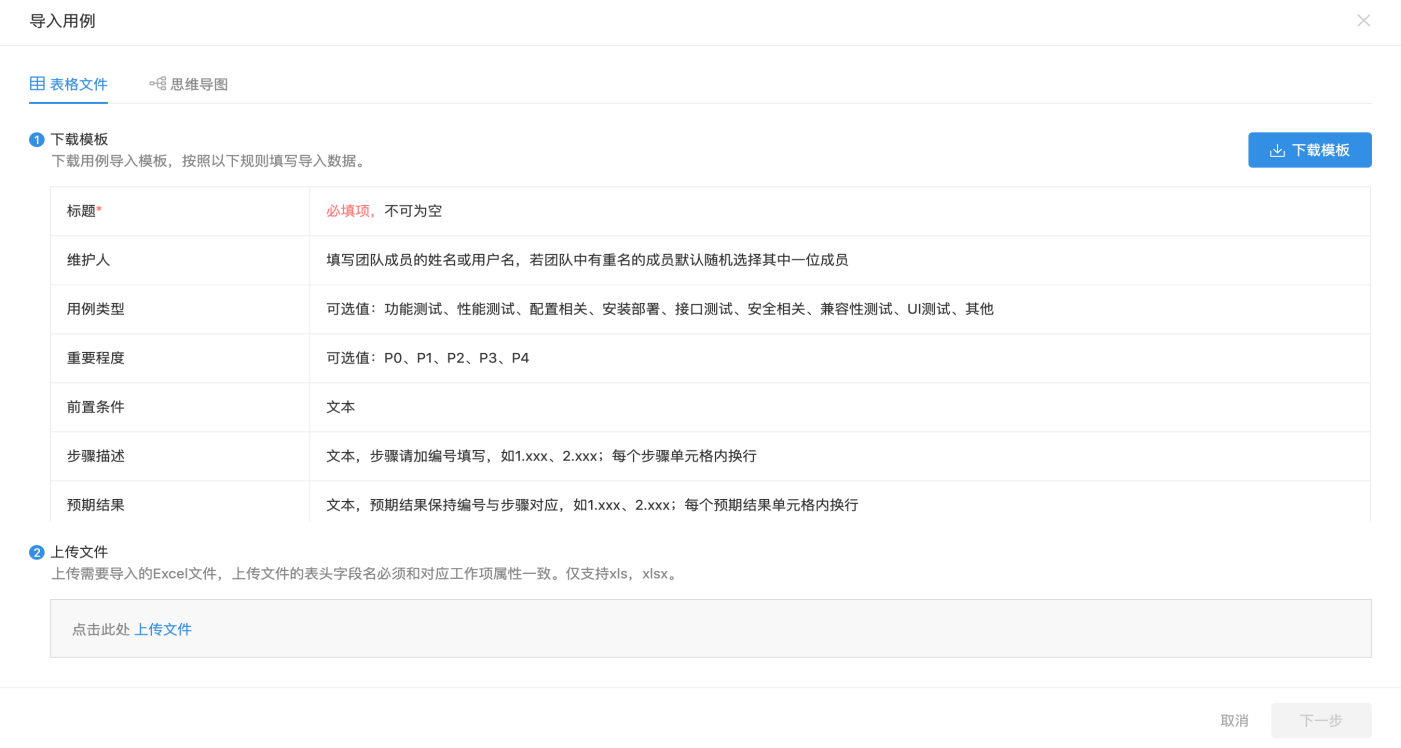 导入用例
表格文件 思维导图
1 下载模板
下载用例导入模板，按照以下规则填写导入数据。
下载模板
标题* 必填项，不可为空
维护人 填写团队成员的姓名或用户名，若团队中有重名的成员默认随机选择其中一位成员
用例类型 可选值：功能测试、性能测试、配置相关、安装部署、接口测试、安全相关、兼容性测试、UI测试、其他
重要程度 可选值：P0、P1、P2、P3、P4
前置条件 文本
步骤描述 文本，步骤请加编号填写，如1.xxx、2.xxx；每个步骤单元格内换行
预期结果 文本，预期结果保持编号与步骤对应，如1.xxx、2.xxx；每个预期结果单元格内换行
2 上传文件
上传需要导入的Excel文件，上传文件的表头字段名必须和对应工作项属性一致。仅支持xls，xlsx。
点击此处 上传文件
取消 下一步